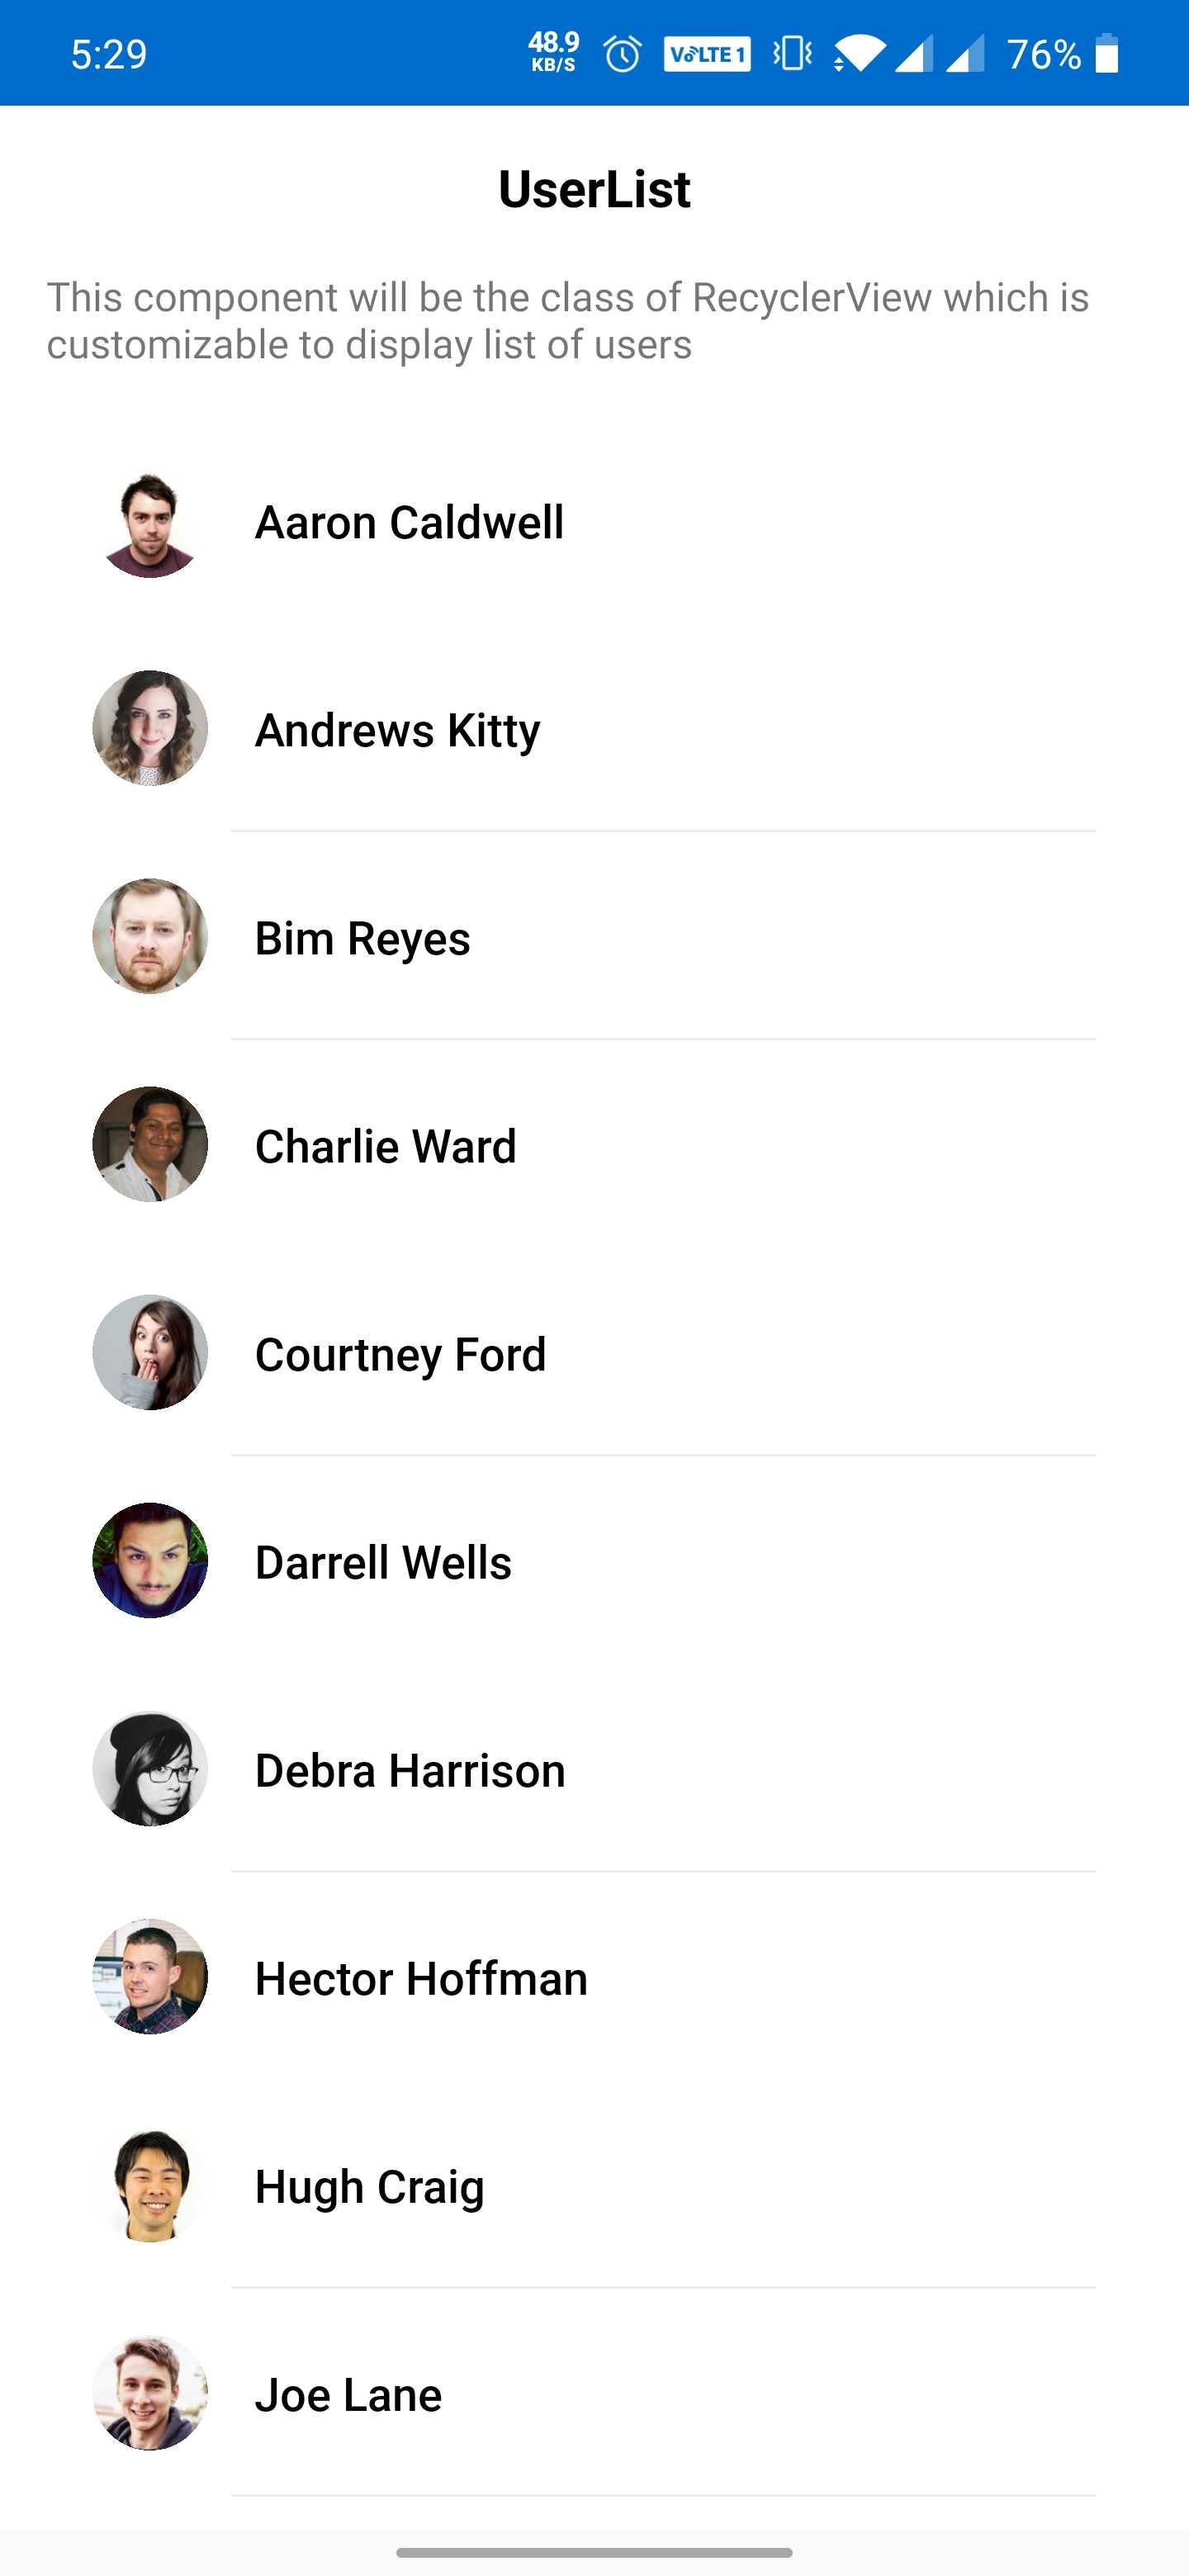 5:29 48.9 KB/S VoLTE 1 76%
UserList
This component will be the class of RecyclerView which is
customizable to display list of users
Aaron Caldwell
Andrews Kitty
Bim Reyes
Charlie Ward
Courtney Ford
Darrell Wells
Debra Harrison
Hector Hoffman
Hugh Craig
Joe Lane